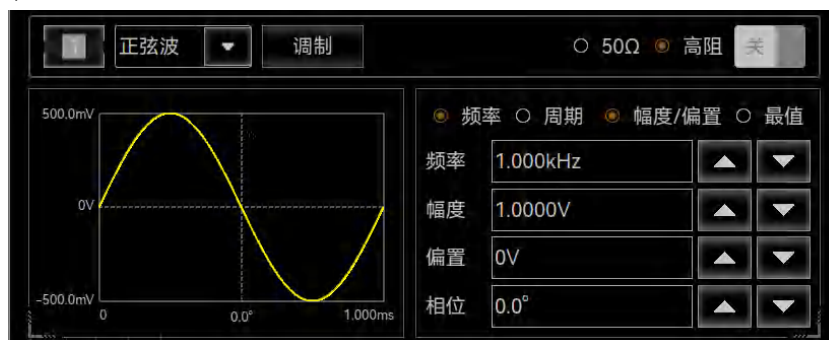 1 正弦波 调制 50Ω 高阻 关
500.0mV
0V
-500.0mV
0 0.0° 1.000ms
频率 周期 幅度/偏置 最值
频率 1.000kHz
幅度 1.0000V
偏置 0V
相位 0.0°